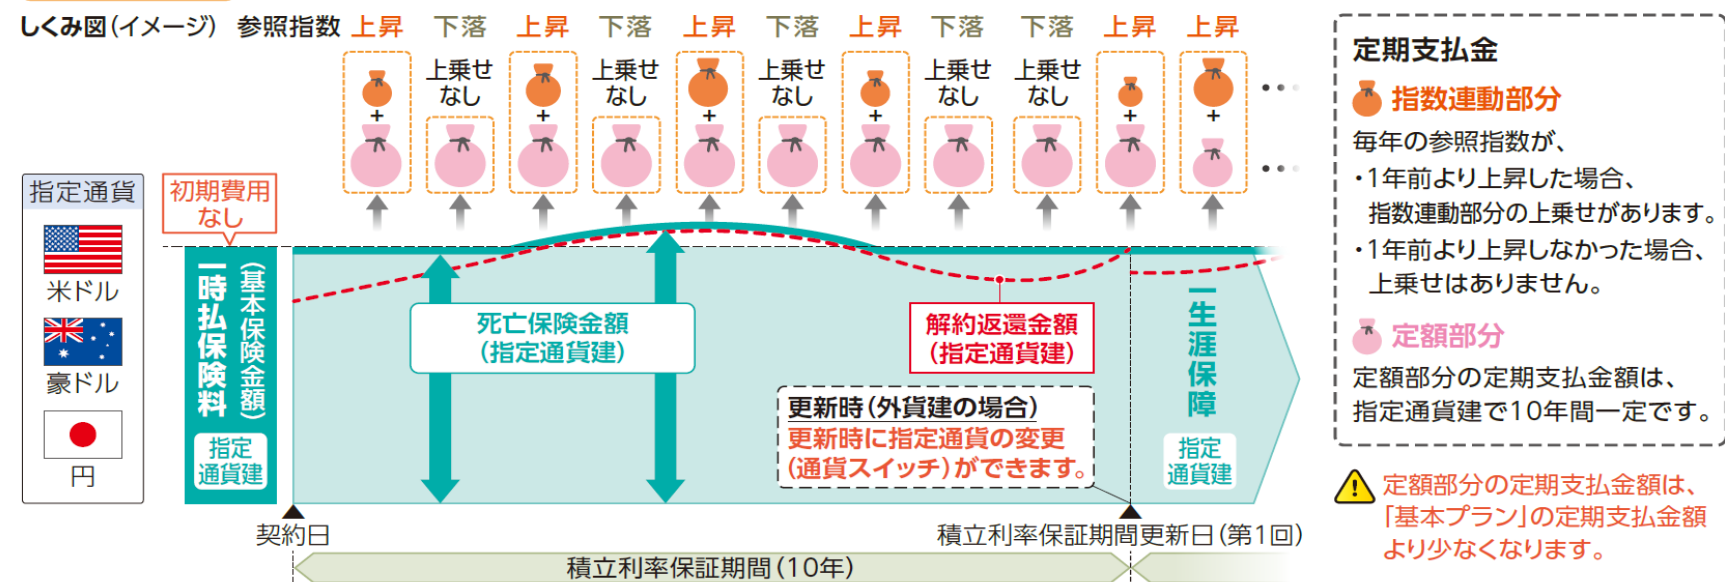 しくみ図(イメージ) 参照指数 上昇 下落 上昇 下落 上昇 下落 上昇 下落 下落 上昇 上昇
上乗せ
なし
上乗せ
なし
上乗せ
なし
上乗せ
なし
上乗せ
なし
+ + + + + +
指定通貨
米ドル
豪ドル
円
初期費用
なし
一時払保険料
(基本保険金額)
指定
通貨建
死亡保険金額
(指定通貨建)
解約返還金額
(指定通貨建)
更新時(外貨建の場合)
更新時に指定通貨の変更
(通貨スイッチ)ができます。
一生涯保障
指定
通貨建
契約日
積立利率保証期間更新日(第1回)
積立利率保証期間(10年)
定期支払金
指数連動部分
毎年の参照指数が、
・1年前より上昇した場合、
指数連動部分の上乗せがあります。
・1年前より上昇しなかった場合、
上乗せはありません。
定額部分
定額部分の定期支払金額は、
指定通貨建で10年間一定です。
定額部分の定期支払金額は、
「基本プラン」の定期支払金額
より少なくなります。